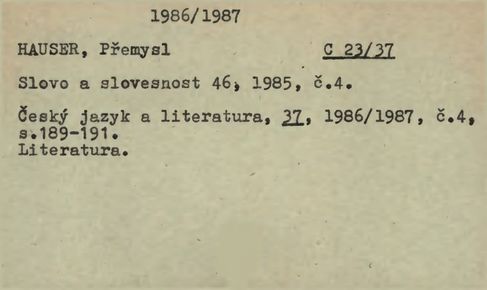 1986/1987
HAUSER, Přemysl C 23/37
Slovo a slovesnost 46, 1985, č.4.
Český jazyk a literatura, 37, 1986/1987, č.4,
s.189-191.
Literatura.